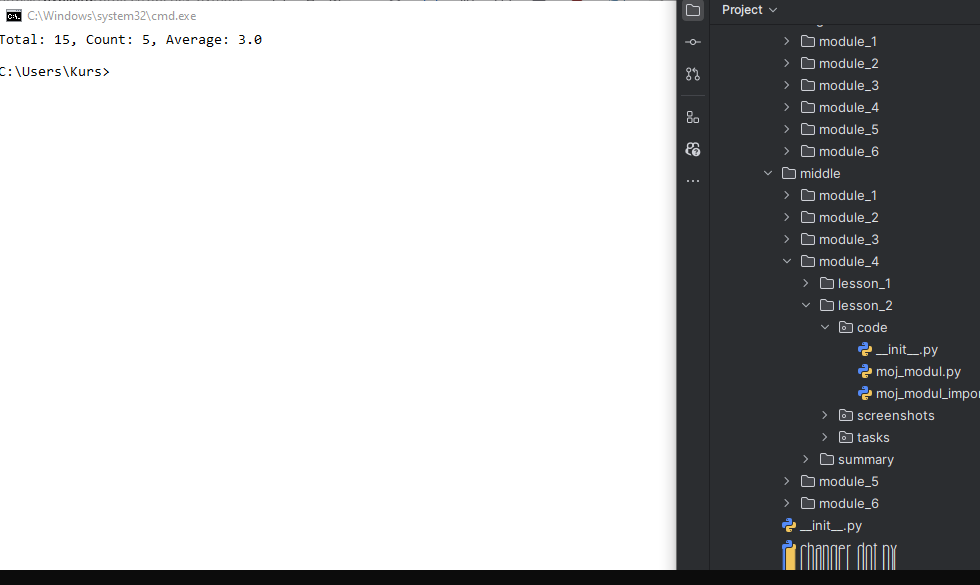 C:\Windows\system32\cmd.exe
Total: 15, Count: 5, Average: 3.0
C:\Users\Kurs>
Project
module_1
module_2
module_3
module_4
module_5
module_6
middle
module_1
module_2
module_3
module_4
lesson_1
lesson_2
code
__init__.py
moj_modul.py
moj_modul_impor
screenshots
tasks
summary
module_5
module_6
__init__.py
changer_dot.py